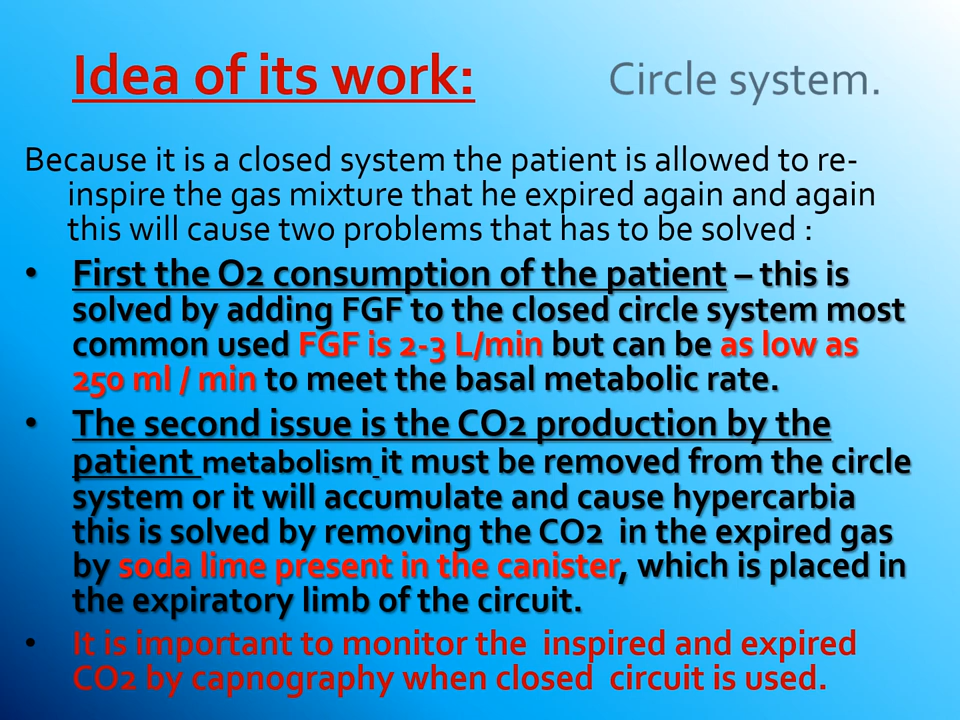 Idea of its work: Circle system.
Because it is a closed system the patient is allowed to re-
inspire the gas mixture that he expired again and again
this will cause two problems that has to be solved :
• First the O2 consumption of the patient – this is
solved by adding FGF to the closed circle system most
common used FGF is 2-3 L/min but can be as low as
250 ml / min to meet the basal metabolic rate.
• The second issue is the CO2 production by the
patient metabolism it must be removed from the circle
system or it will accumulate and cause hypercarbia
this is solved by removing the CO2 in the expired gas
by soda lime present in the canister, which is placed in
the expiratory limb of the circuit.
• It is important to monitor the inspired and expired
CO2 by capnography when closed circuit is used.